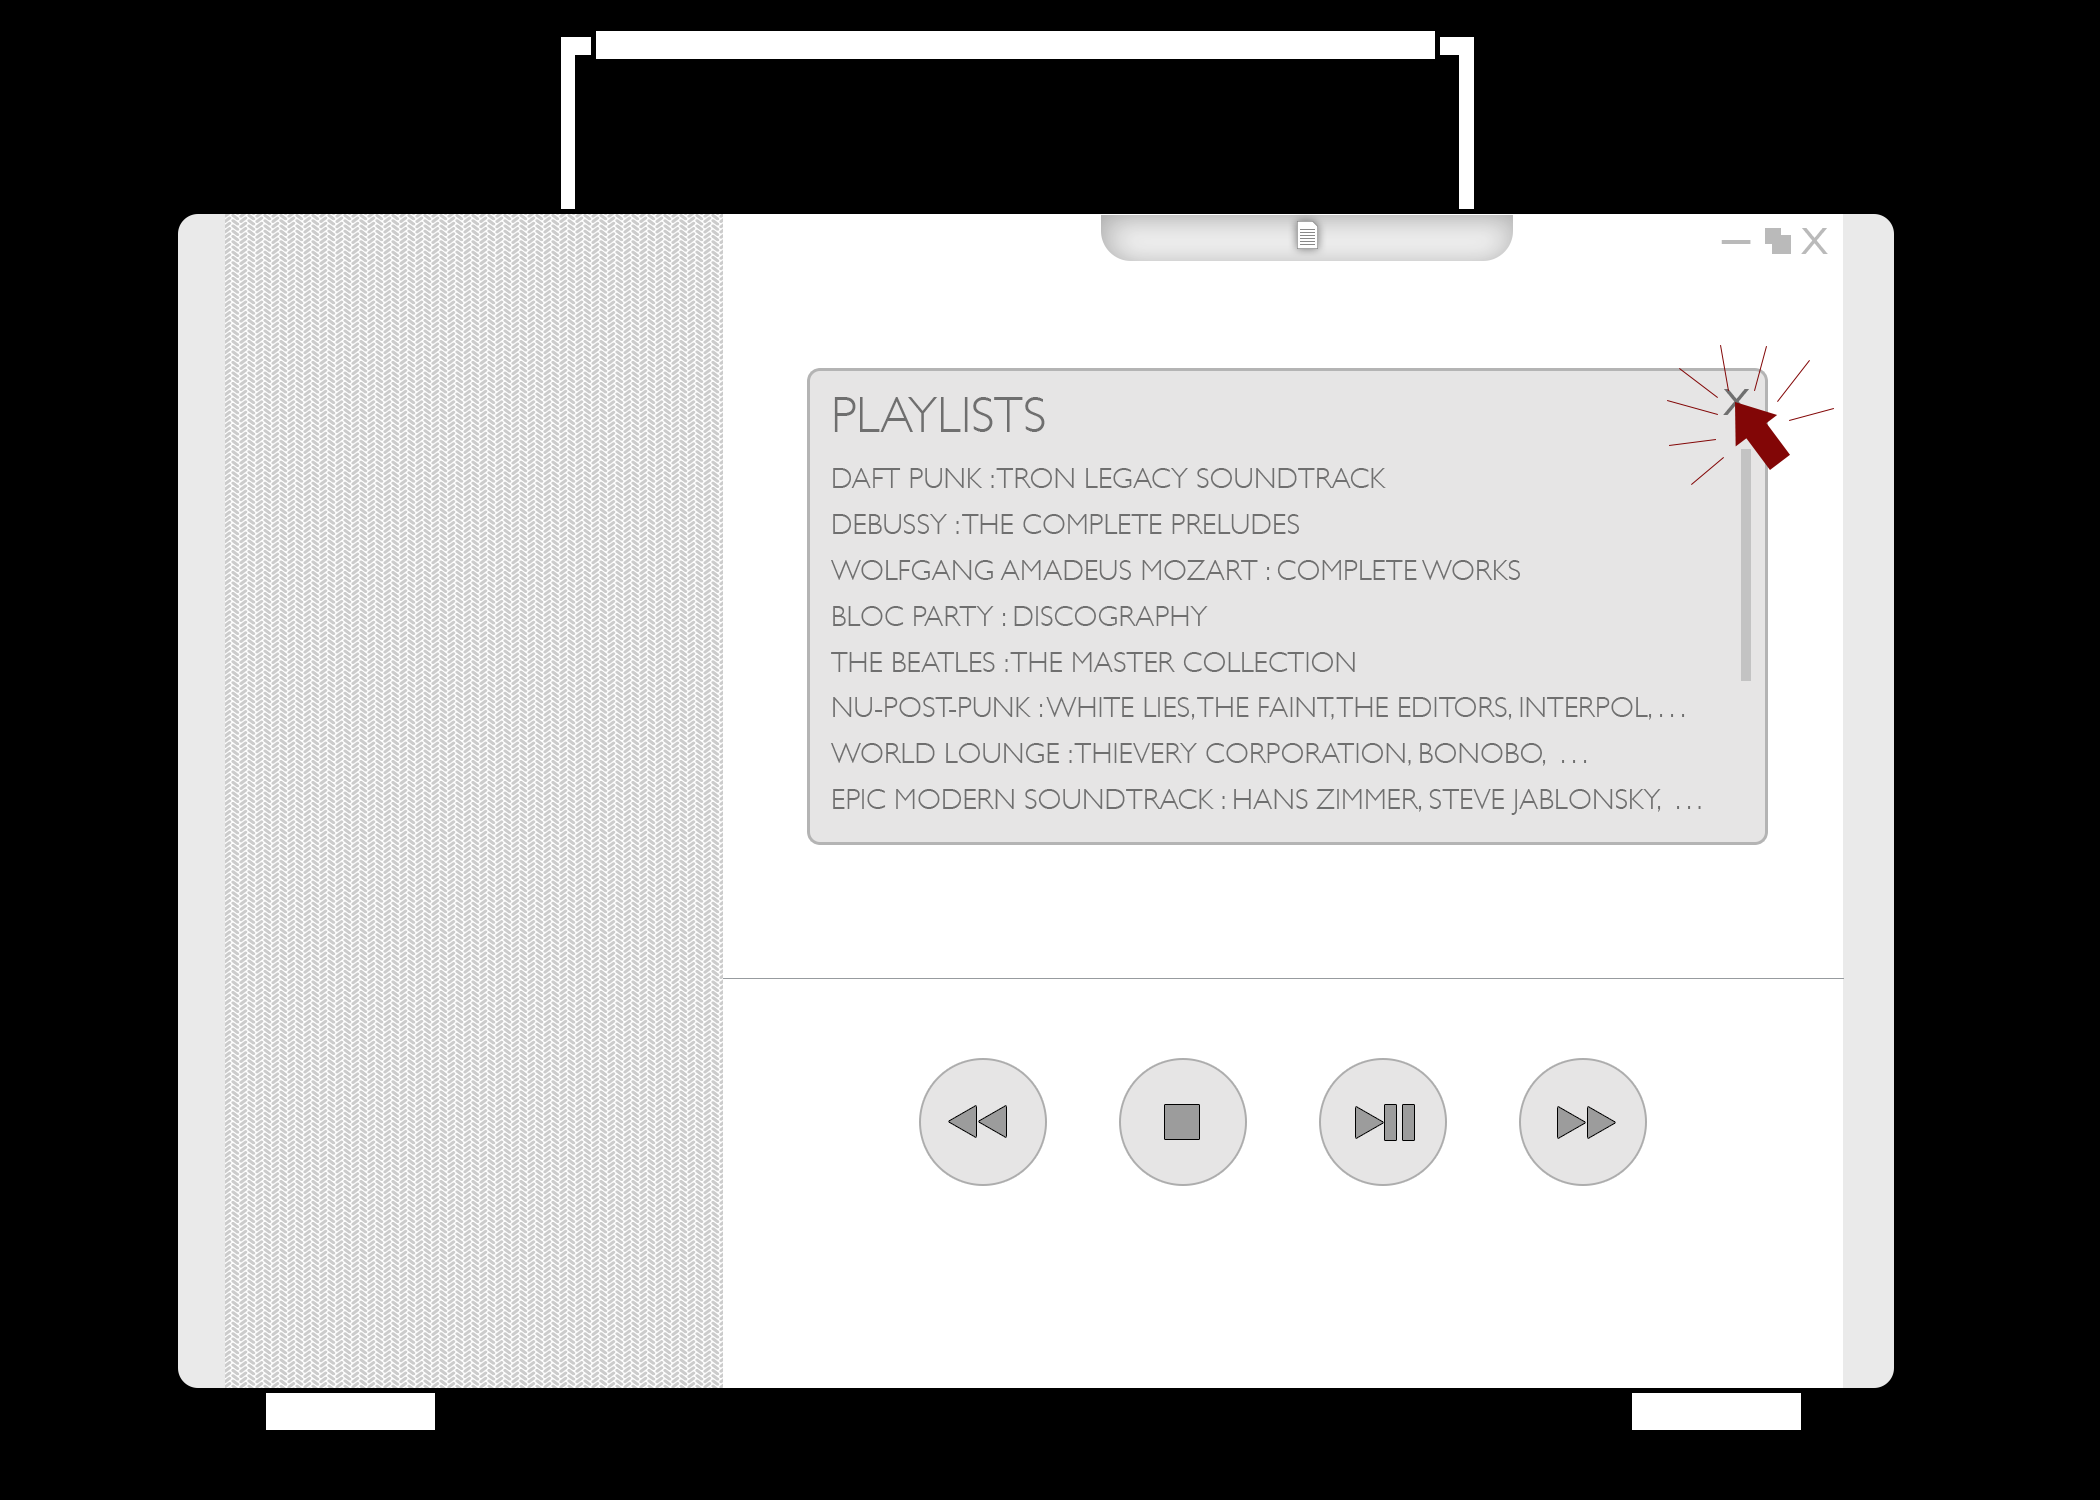 X
PLAYLISTS
X
DAFT PUNK : TRON LEGACY SOUNDTRACK
DEBUSSY : THE COMPLETE PRELUDES
WOLFGANG AMADEUS MOZART : COMPLETE WORKS
BLOC PARTY : DISCOGRAPHY
THE BEATLES : THE MASTER COLLECTION
NU-POST-PUNK : WHITE LIES, THE FAINT, THE EDITORS, INTERPOL, . . .
WORLD LOUNGE : THIEVERY CORPORATION, BONOBO, . . .
EPIC MODERN SOUNDTRACK : HANS ZIMMER, STEVE JABLONSKY, . . .